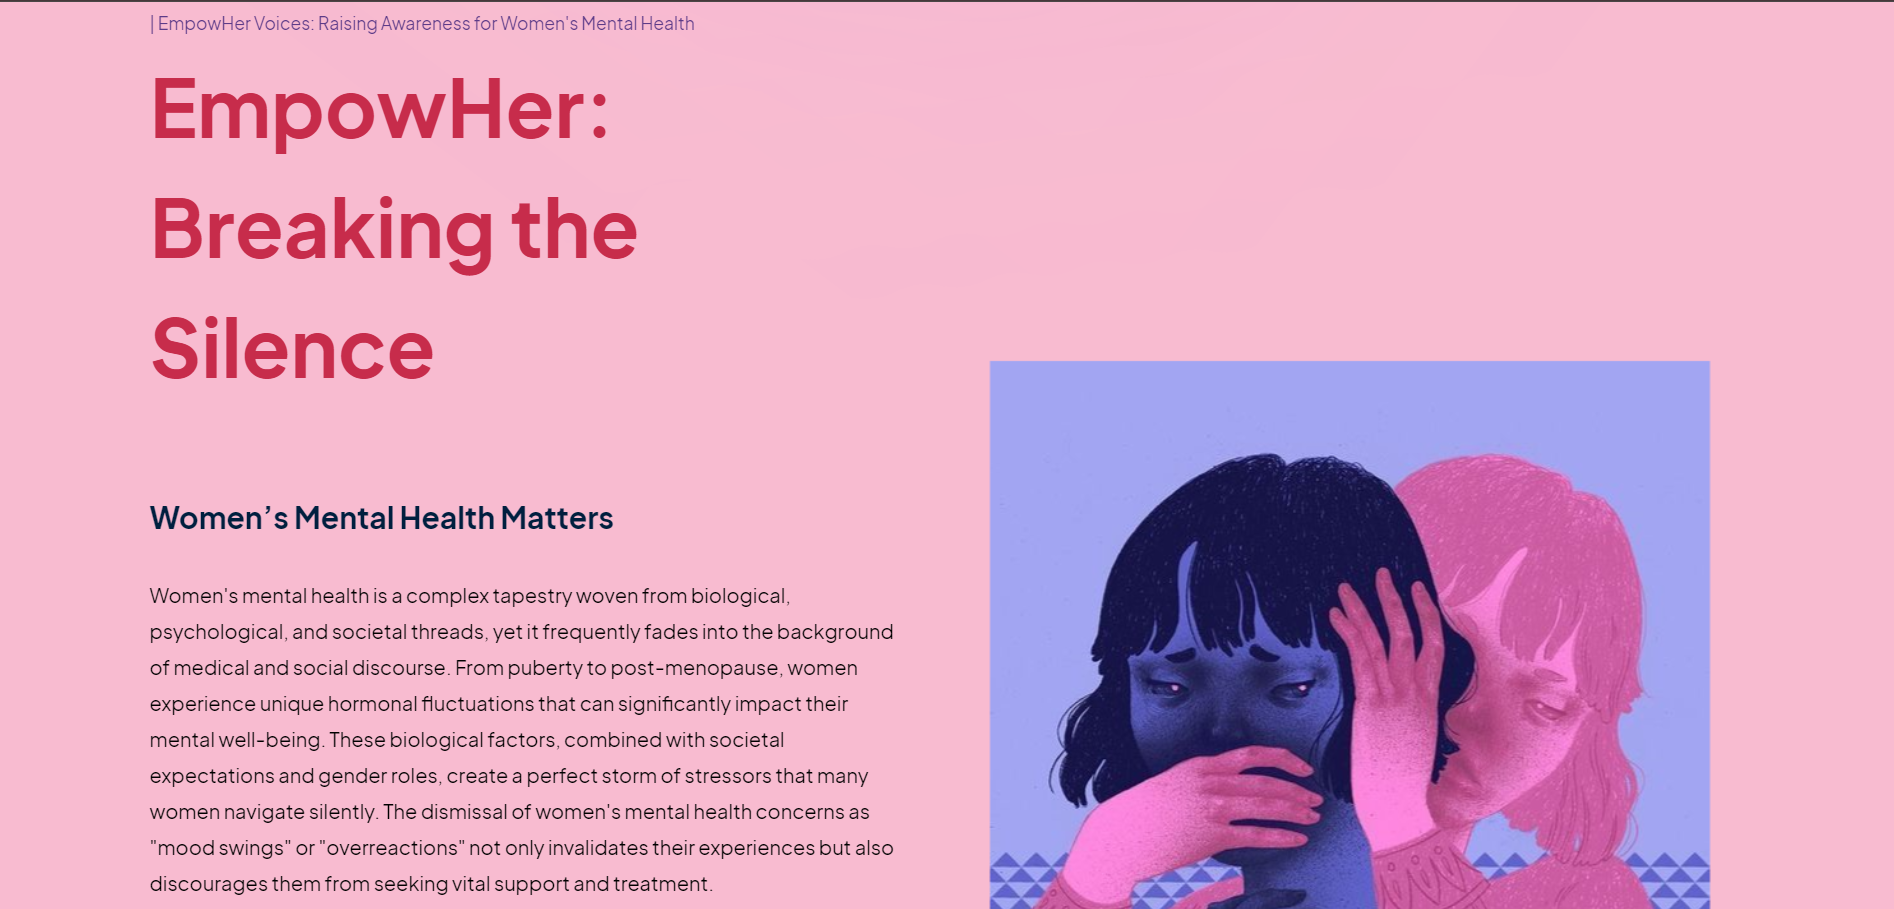 | EmpowHer Voices: Raising Awareness for Women's Mental Health
EmpowHer:
Breaking the
Silence
Women’s Mental Health Matters
Women's mental health is a complex tapestry woven from biological,
psychological, and societal threads, yet it frequently fades into the background
of medical and social discourse. From puberty to post-menopause, women
experience unique hormonal fluctuations that can significantly impact their
mental well-being. These biological factors, combined with societal
expectations and gender roles, create a perfect storm of stressors that many
women navigate silently. The dismissal of women's mental health concerns as
"mood swings" or "overreactions" not only invalidates their experiences but also
discourages them from seeking vital support and treatment.